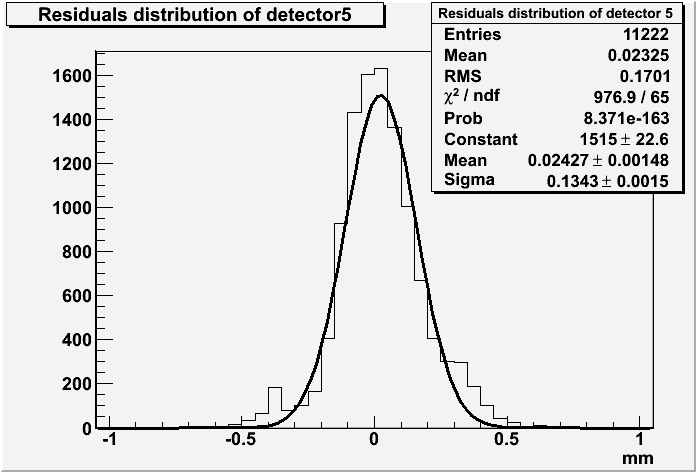 Residuals distribution of detector5
Residuals distribution of detector 5
Entries 11222
Mean 0.02325
RMS 0.1701
χ² / ndf 976.9 / 65
Prob 8.371e-163
Constant 1515 ± 22.6
Mean 0.02427 ± 0.00148
Sigma 0.1343 ± 0.0015
1600
1400
1200
1000
800
600
400
200
0
-1 -0.5 0 0.5 1
mm